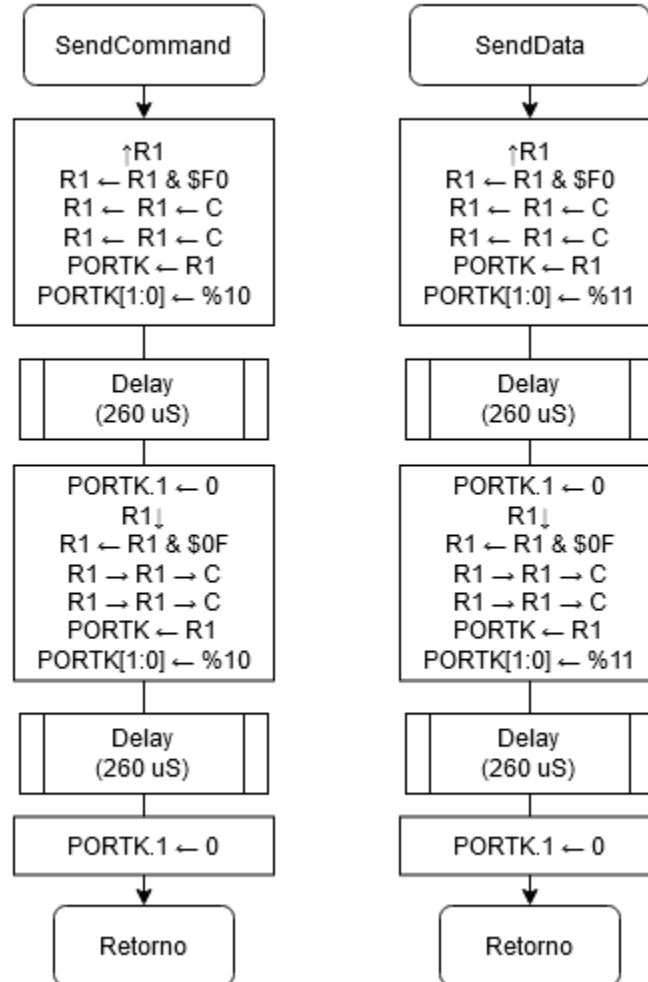 SendCommand
↑R1
R1 ← R1 & $F0
R1 ← R1 ← C
R1 ← R1 ← C
PORTK ← R1
PORTK[1:0] ← %10
Delay
(260 uS)
PORTK.1 ← 0
R1↓
R1 ← R1 & $0F
R1 → R1 → C
R1 → R1 → C
PORTK ← R1
PORTK[1:0] ← %10
Delay
(260 uS)
PORTK.1 ← 0
Retorno
SendData
↑R1
R1 ← R1 & $F0
R1 ← R1 ← C
R1 ← R1 ← C
PORTK ← R1
PORTK[1:0] ← %11
Delay
(260 uS)
PORTK.1 ← 0
R1↓
R1 ← R1 & $0F
R1 → R1 → C
R1 → R1 → C
PORTK ← R1
PORTK[1:0] ← %11
Delay
(260 uS)
PORTK.1 ← 0
Retorno